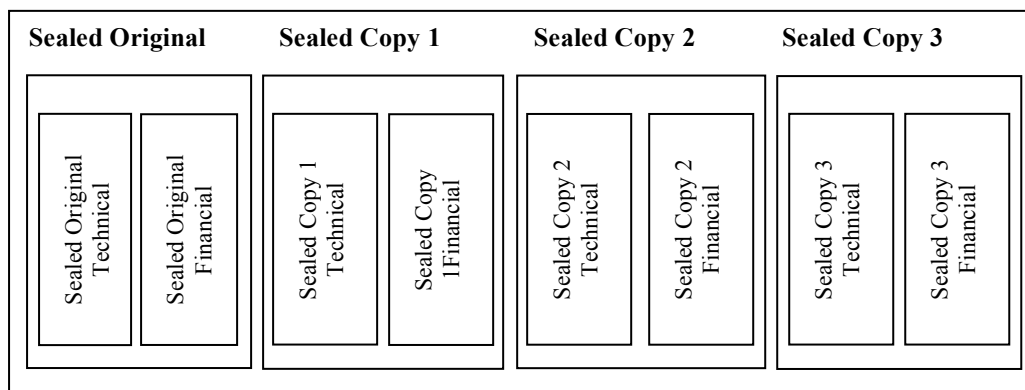 Sealed Original
Sealed Copy 1
Sealed Copy 2
Sealed Copy 3
Sealed Original
Technical
Sealed Original
Financial
Sealed Copy 1
Technical
Sealed Copy
1Financial
Sealed Copy 2
Technical
Sealed Copy 2
Financial
Sealed Copy 3
Technical
Sealed Copy 3
Financial